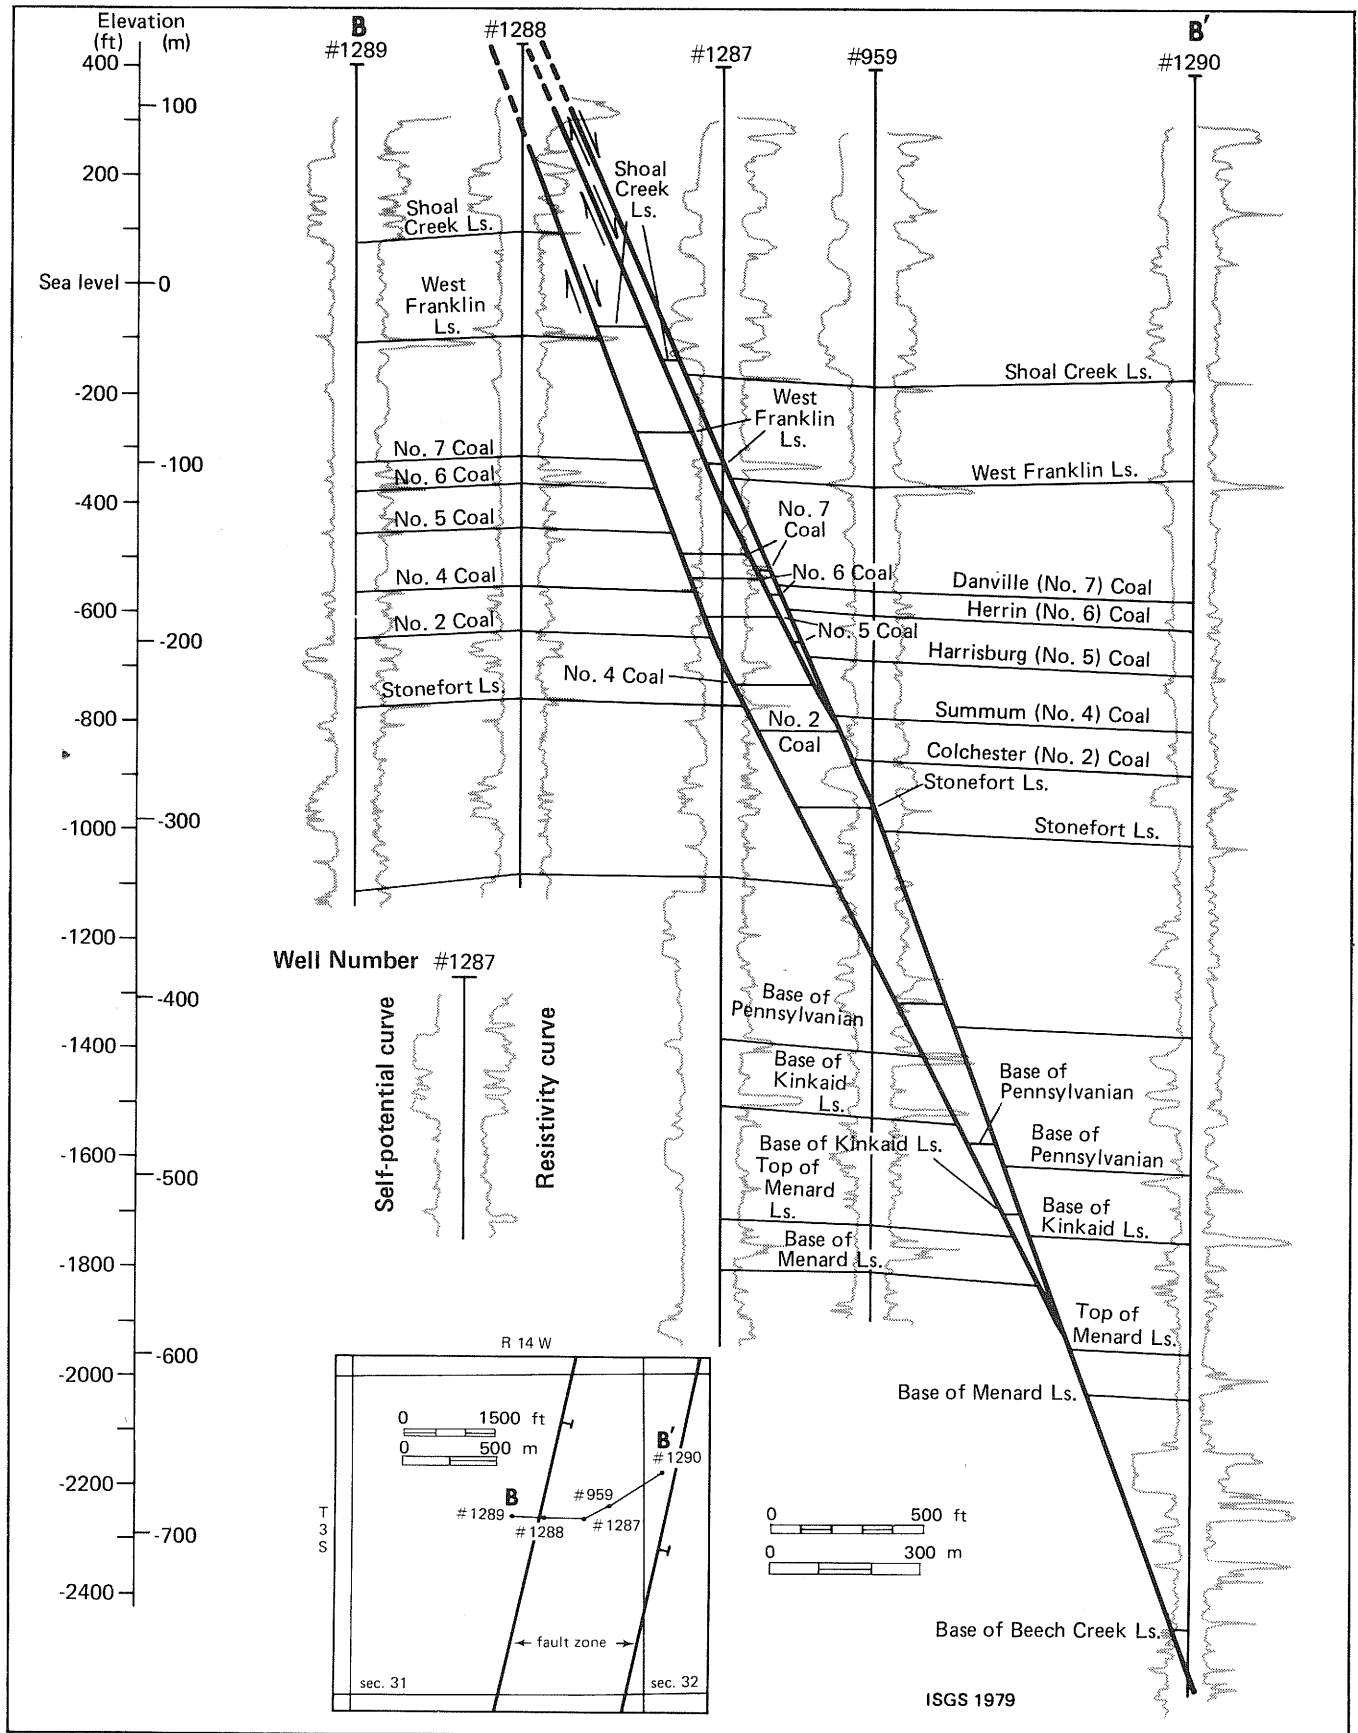 Elevation
(ft) (m)
B
#1289
#1288
#1287
#959
B'
#1290
400
100
200
Sea level
0
-200
-100
-400
-600
-200
-800
-1000
-300
-1200
-400
-1400
-1600
-500
-1800
-2000
-600
-2200
-700
-2400
Shoal
Creek Ls.
West
Franklin
Ls.
No. 7 Coal
No. 6 Coal
No. 5 Coal
No. 4 Coal
No. 2 Coal
Stonefort Ls.
Shoal
Creek
Ls.
West
Franklin
Ls.
No. 7
Coal
No. 6 Coal
No. 5 Coal
No. 4 Coal
No. 2
Coal
Stonefort Ls.
Shoal Creek Ls.
West Franklin Ls.
Danville (No. 7) Coal
Herrin (No. 6) Coal
Harrisburg (No. 5) Coal
Summum (No. 4) Coal
Colchester (No. 2) Coal
Stonefort Ls.
Well Number #1287
Self-potential curve
Resistivity curve
Base of
Pennsylvanian
Base of
Kinkaid
Ls.
Base of Kinkaid Ls.
Top of
Menard
Ls.
Base of
Menard Ls.
Base of
Pennsylvanian
Base of
Pennsylvanian
Base of
Kinkaid Ls.
Top of
Menard Ls.
Base of Menard Ls.
Base of Beech Creek Ls.
R 14 W
T
3
S
0 1500 ft
0 500 m
B
#1289
#1288
#959
#1287
B'
#1290
fault zone
sec. 31
sec. 32
0 500 ft
0 300 m
ISGS 1979